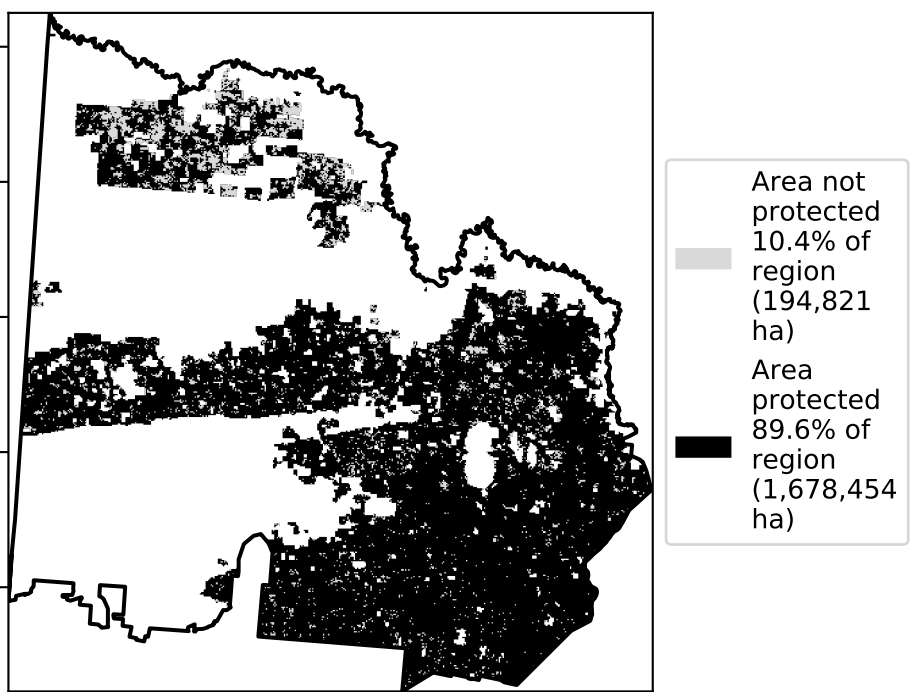 Area not
protected
10.4% of
region
(194,821
ha)
Area
protected
89.6% of
region
(1,678,454
ha)